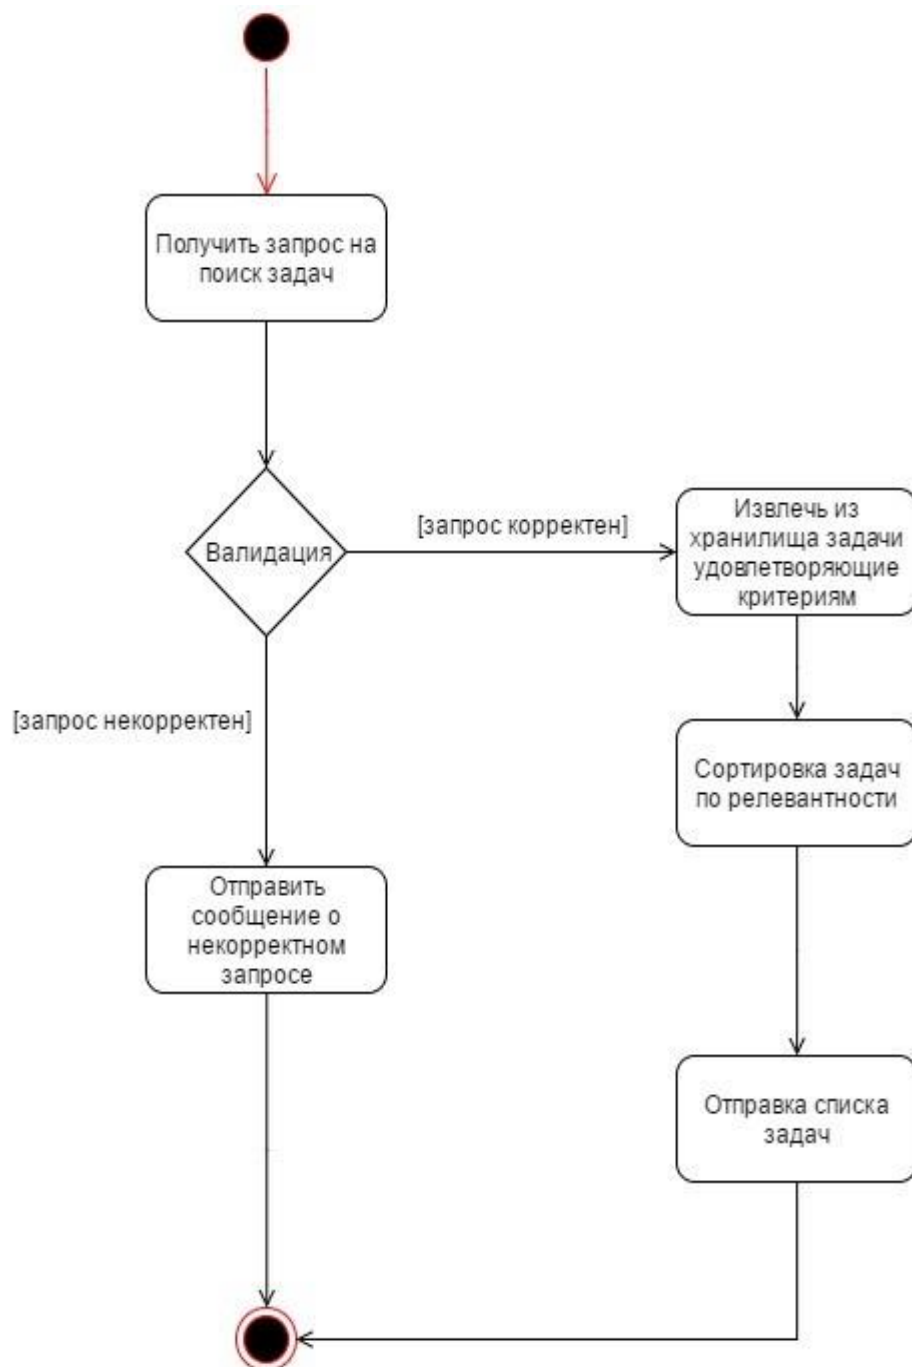 Получить запрос на
поиск задач
Валидация
[запрос корректен]
Извлечь из
хранилища задачи
удовлетворяющие
критериям
[запрос некорректен]
Сортировка задач
по релевантности
Отправить
сообщение о
некорректном
запросе
Отправка списка
задач